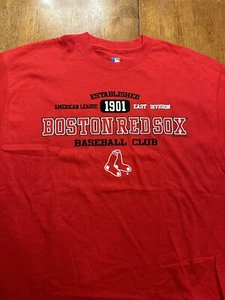 ESTABLISHED
AMERICAN LEAGUE 1901 EAST DIVISION
BOSTON RED SOX
BASEBALL CLUB